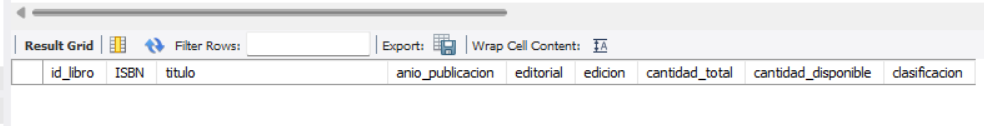 Result Grid Filter Rows: Export: Wrap Cell Content:
id_libro ISBN titulo anio_publicacion editorial edicion cantidad_total cantidad_disponible clasificacion